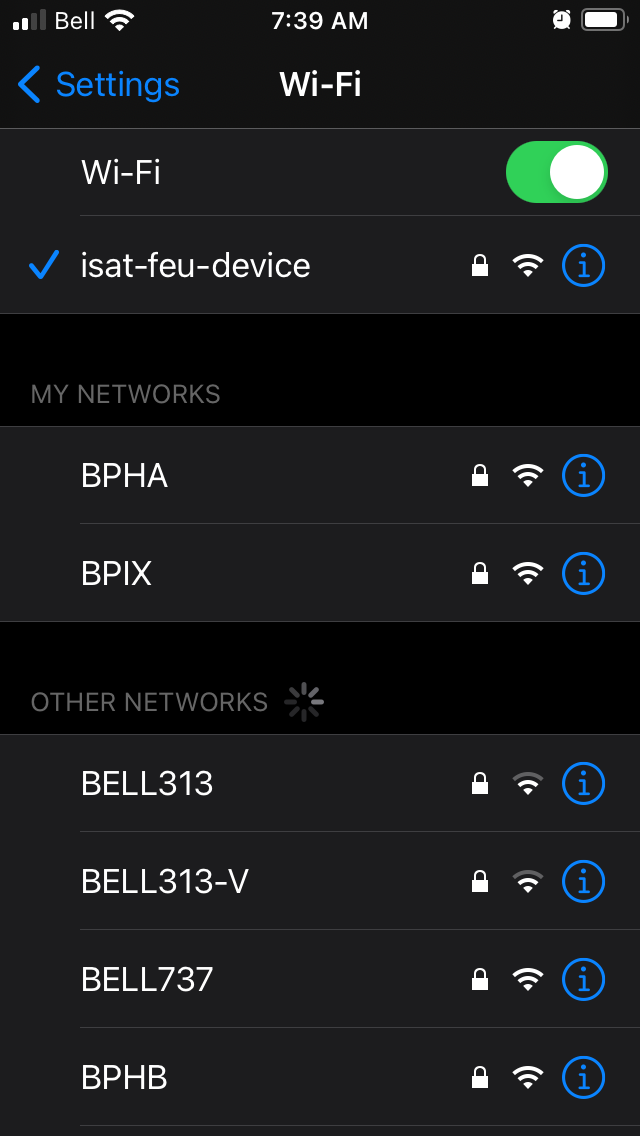 Bell 7:39 AM
Settings Wi-Fi
Wi-Fi
isat-feu-device
MY NETWORKS
BPHA
BPIX
OTHER NETWORKS
BELL313
BELL313-V
BELL737
BPHB